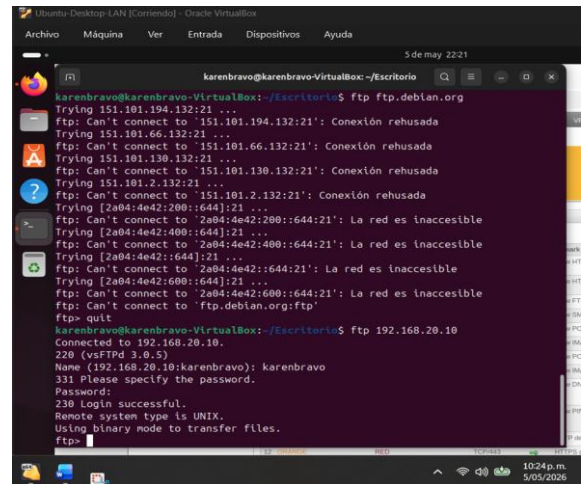 Ubuntu-Desktop-LAN [Corriendo] - Oracle VirtualBox
Archivo Máquina Ver Entrada Dispositivos Ayuda
5 de may 22:21
karenbravo@karenbravo-VirtualBox: ~/Escritorio
karenbravo@karenbravo-VirtualBox:~/Escritorio$ ftp ftp.debian.org
Trying 151.101.194.132:21 ...
ftp: Can't connect to `151.101.194.132:21': Conexión rehusada
Trying 151.101.66.132:21 ...
ftp: Can't connect to `151.101.66.132:21': Conexión rehusada
Trying 151.101.130.132:21 ...
ftp: Can't connect to `151.101.130.132:21': Conexión rehusada
Trying 151.101.2.132:21 ...
ftp: Can't connect to `151.101.2.132:21': Conexión rehusada
Trying [2a04:4e42:200::644]:21 ...
ftp: Can't connect to `2a04:4e42:200::644:21': La red es inaccesible
Trying [2a04:4e42:400::644]:21 ...
ftp: Can't connect to `2a04:4e42:400::644:21': La red es inaccesible
Trying [2a04:4e42::644]:21 ...
ftp: Can't connect to `2a04:4e42::644:21': La red es inaccesible
Trying [2a04:4e42:600::644]:21 ...
ftp: Can't connect to `2a04:4e42:600::644:21': La red es inaccesible
ftp: Can't connect to `ftp.debian.org:ftp'
ftp> quit
karenbravo@karenbravo-VirtualBox:~/Escritorio$ ftp 192.168.20.10
Connected to 192.168.20.10.
220 (vsFTPd 3.0.5)
Name (192.168.20.10:karenbravo): karenbravo
331 Please specify the password.
Password:
230 Login successful.
Remote system type is UNIX.
Using binary mode to transfer files.
ftp>
12 ORANGE RED TCP/443 HTTPS
10:24 p. m.
5/05/2026